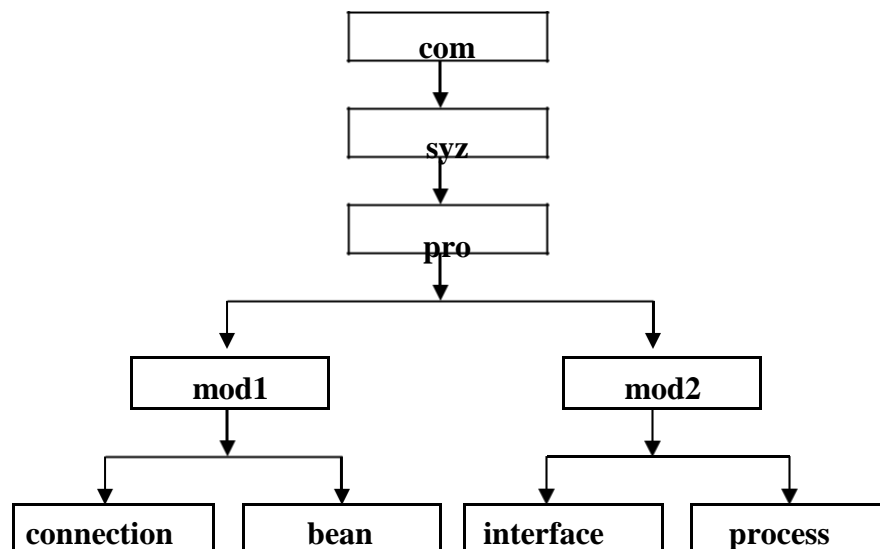 com
syz
pro
mod1 mod2
connection bean interface process